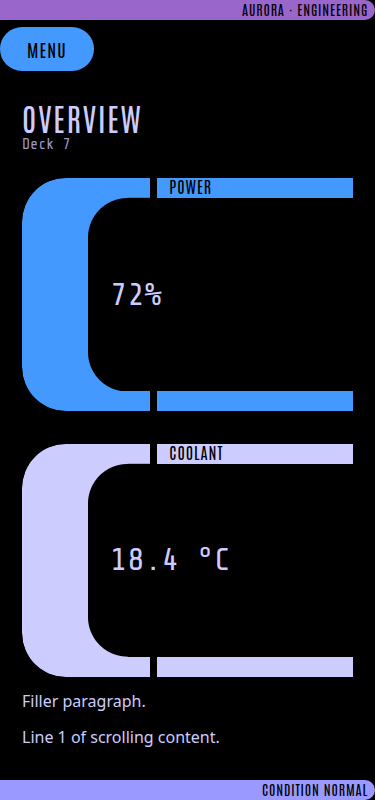 AURORA · ENGINEERING
MENU
OVERVIEW
Deck 7
POWER
72%
COOLANT
18.4 °C
Filler paragraph.
Line 1 of scrolling content.
CONDITION NORMAL